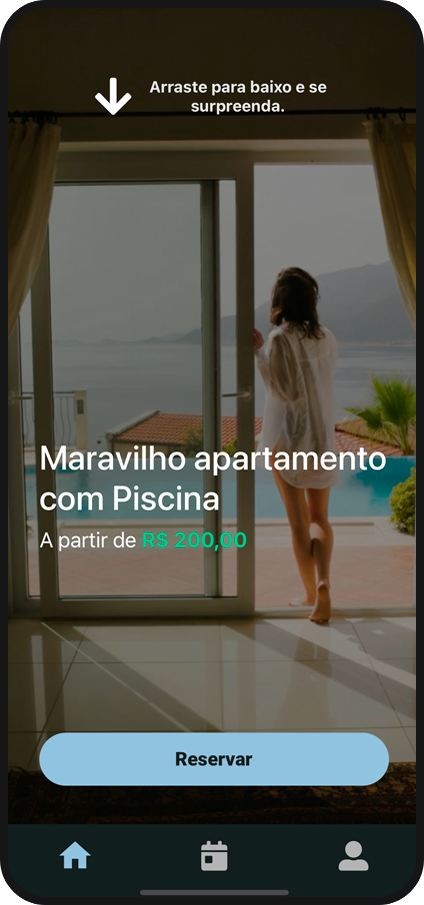 Arraste para baixo e se
surpreenda.
Maravilho apartamento
com Piscina
A partir de R$ 200,00
Reservar